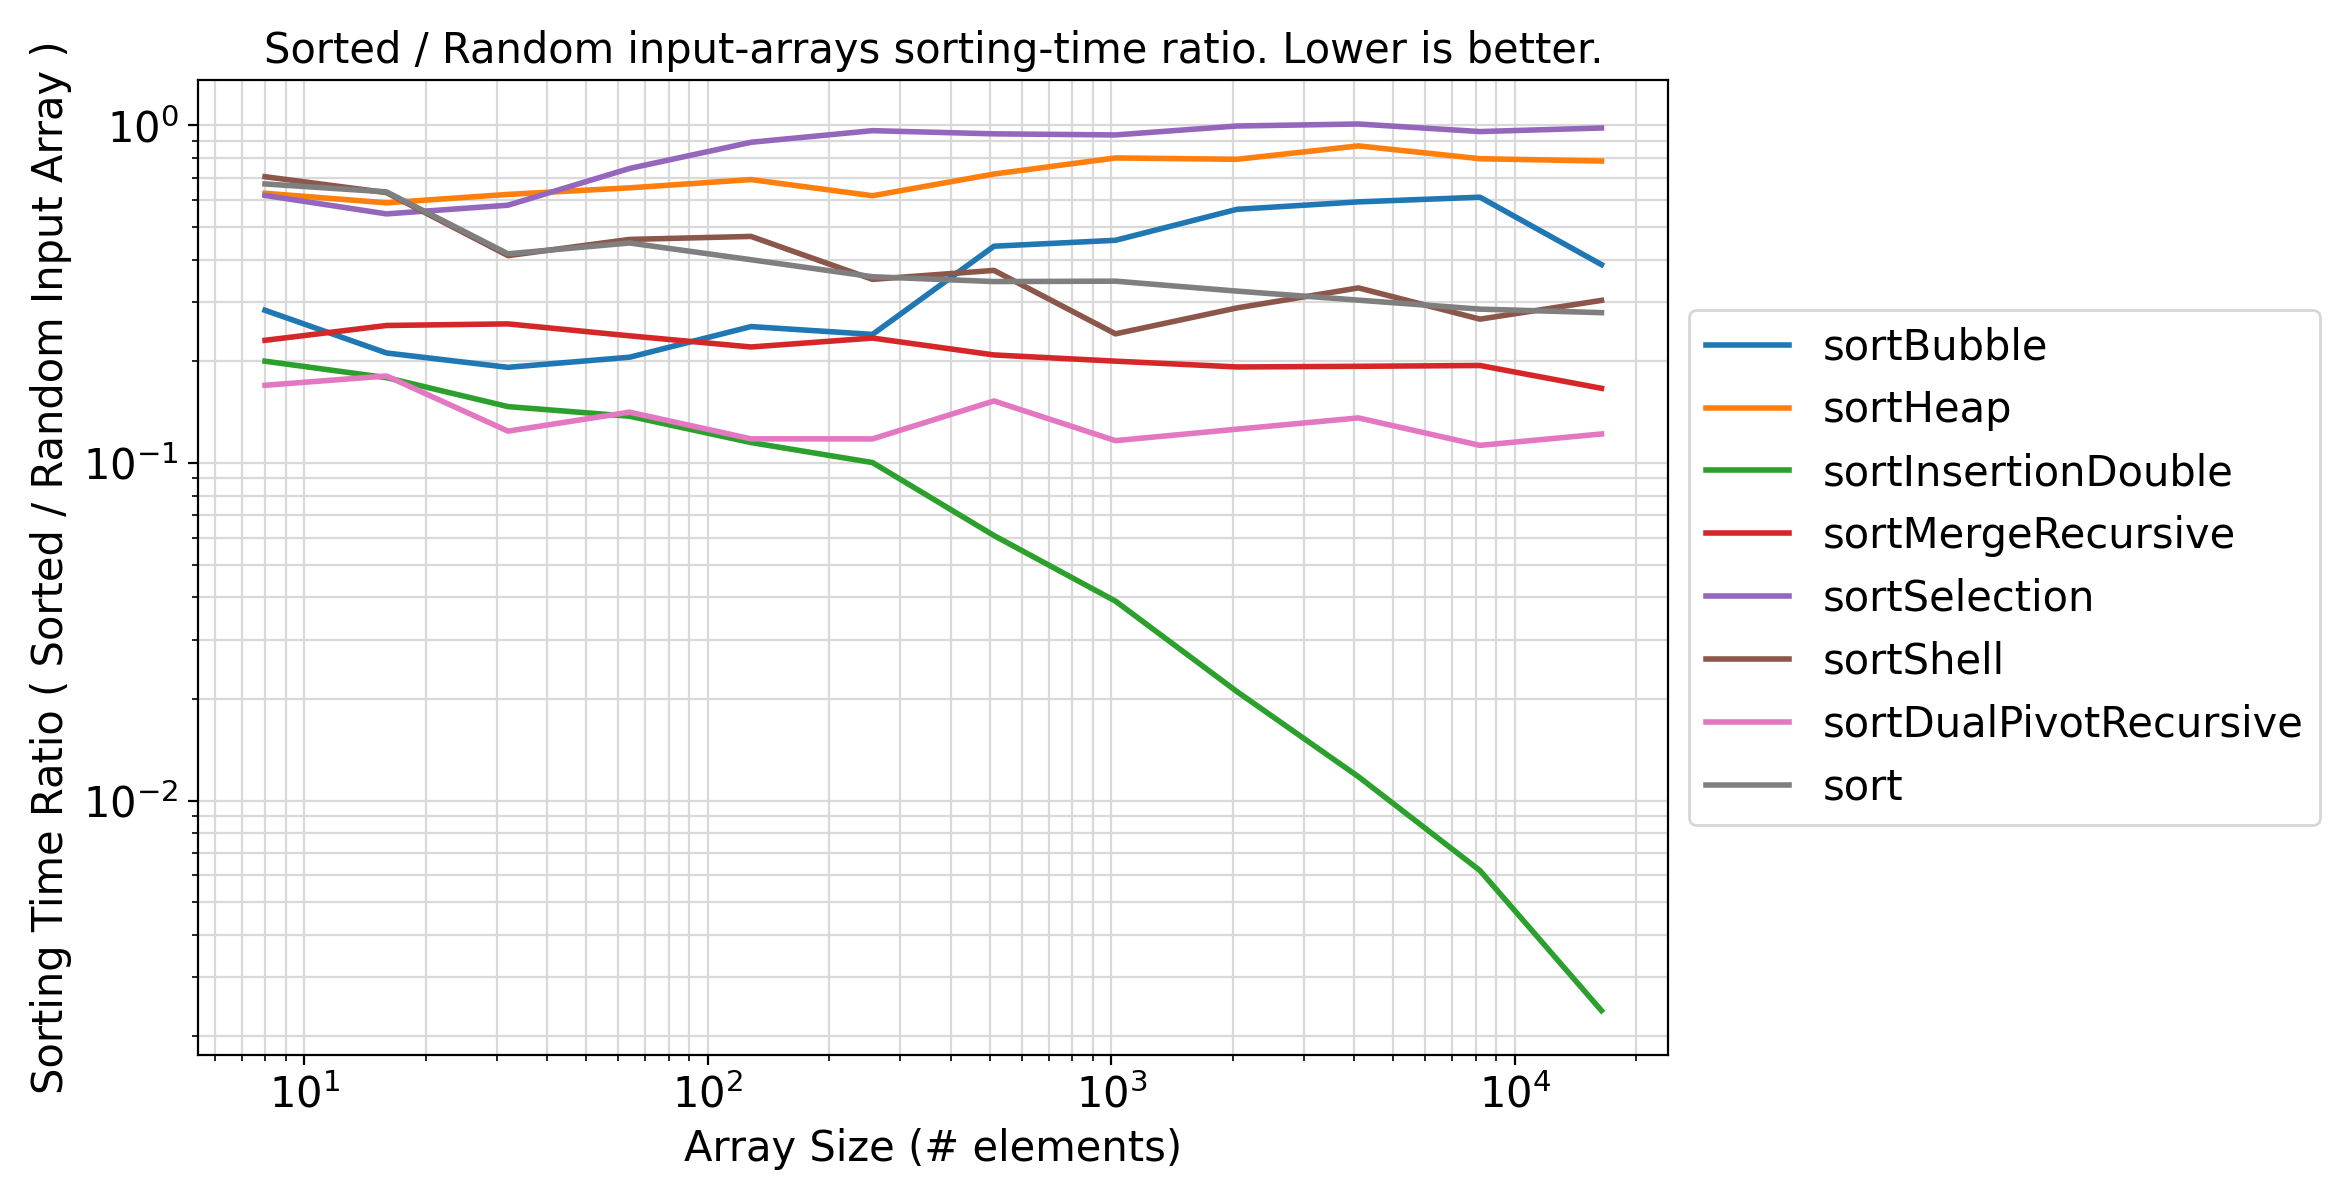 Sorted / Random input-arrays sorting-time ratio. Lower is better.
Sorting Time Ratio ( Sorted / Random Input Array )
10⁰
10⁻¹
10⁻²
10¹ 10² 10³ 10⁴
Array Size (# elements)
sortBubble
sortHeap
sortInsertionDouble
sortMergeRecursive
sortSelection
sortShell
sortDualPivotRecursive
sort